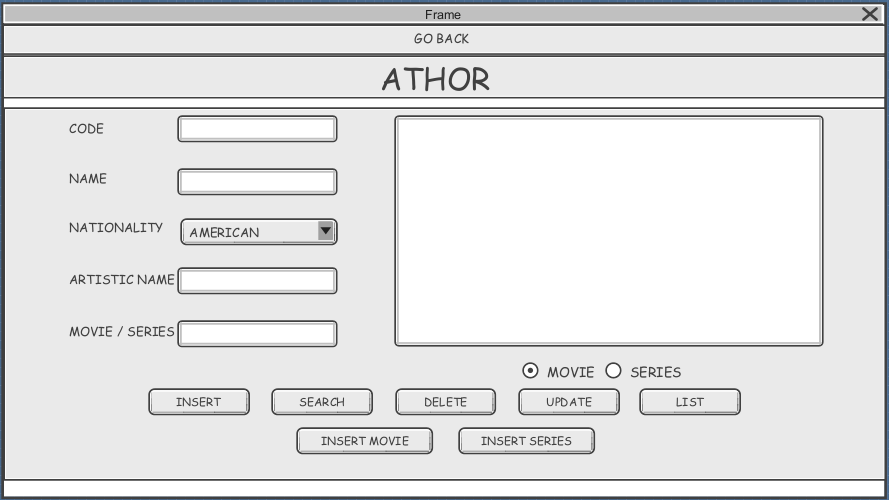 Frame
GO BACK
ATHOR
CODE
NAME
NATIONALITY AMERICAN
ARTISTIC NAME
MOVIE / SERIES
MOVIE SERIES
INSERT SEARCH DELETE UPDATE LIST
INSERT MOVIE INSERT SERIES